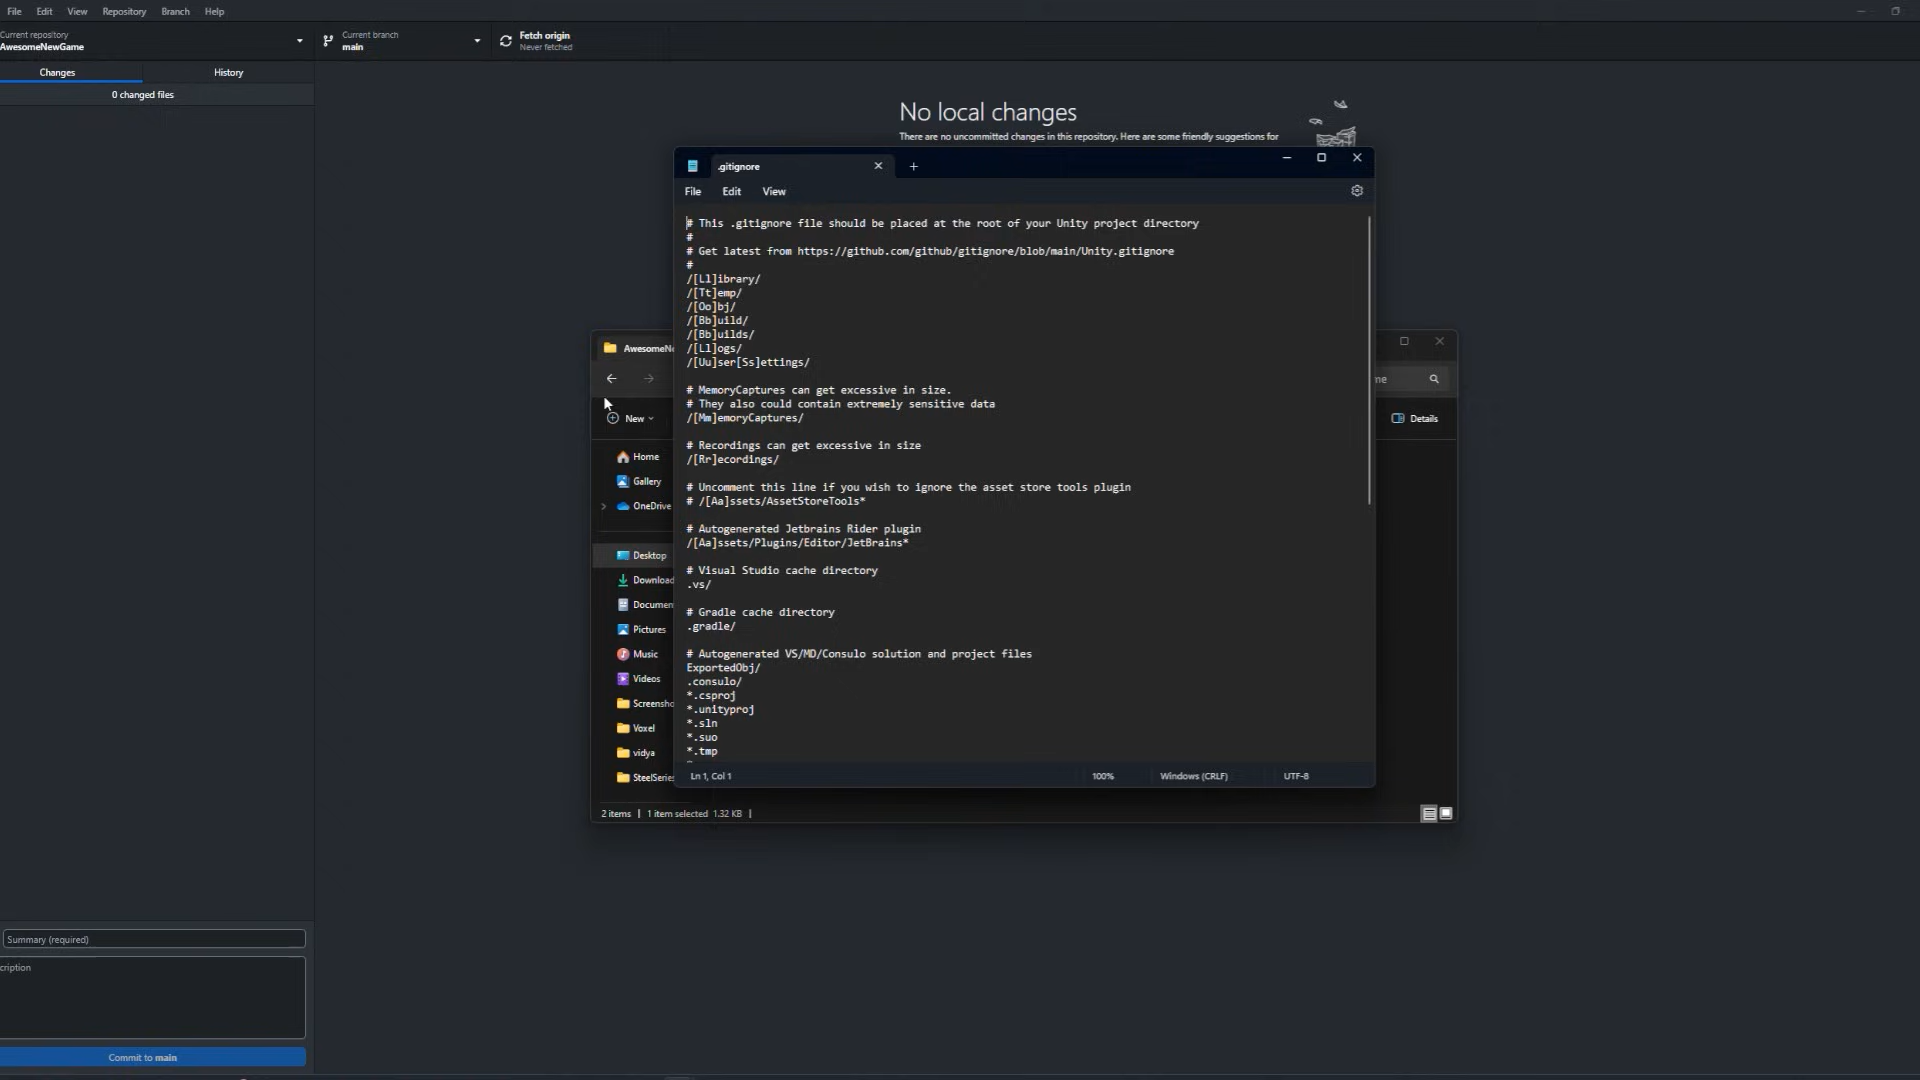 File Edit View Repository Branch Help
Current repository
AwesomeNewGame
Current branch
main
Fetch origin
Never fetched
Changes History
0 changed files
No local changes
There are no uncommitted changes in this repository. Here are some friendly suggestions for
.gitignore
File Edit View
# This .gitignore file should be placed at the root of your Unity project directory
#
# Get latest from https://github.com/github/gitignore/blob/main/Unity.gitignore
#
/[Ll]ibrary/
/[Tt]emp/
/[Oo]bj/
/[Bb]uild/
/[Bb]uilds/
/[Ll]ogs/
/[Uu]ser[Ss]ettings/
# MemoryCaptures can get excessive in size.
# They also could contain extremely sensitive data
/[Mm]emoryCaptures/
# Recordings can get excessive in size
/[Rr]ecordings/
# Uncomment this line if you wish to ignore the asset store tools plugin
# /[Aa]ssets/AssetStoreTools*
# Autogenerated Jetbrains Rider plugin
/[Aa]ssets/Plugins/Editor/JetBrains*
# Visual Studio cache directory
.vs/
# Gradle cache directory
.gradle/
# Autogenerated VS/MD/Consulo solution and project files
ExportedObj/
.consulo/
*.csproj
*.unityproj
*.sln
*.suo
*.tmp
Ln 1, Col 1 100% Windows (CRLF) UTF-8
AwesomeNe
me
New
Details
Home
Gallery
OneDrive
Desktop
Download
Documen
Pictures
Music
Videos
Screensho
Voxel
vidya
SteelSeries
2 items 1 item selected 1.32 KB
Summary (required)
cription
Commit to main